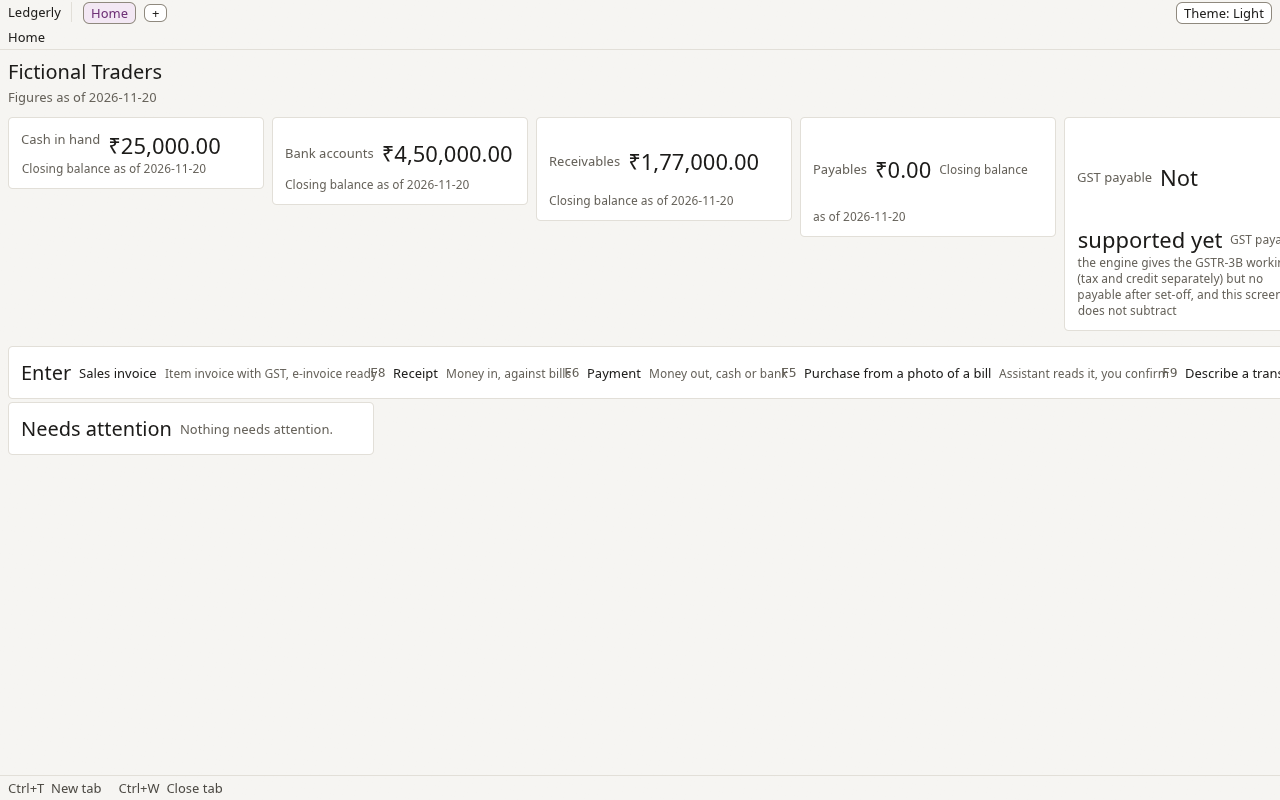 Ledgerly Home + Theme: Light
Home
Fictional Traders
Figures as of 2026-11-20
Cash in hand ₹25,000.00
Closing balance as of 2026-11-20
Bank accounts ₹4,50,000.00
Closing balance as of 2026-11-20
Receivables ₹1,77,000.00
Closing balance as of 2026-11-20
Payables ₹0.00 Closing balance
as of 2026-11-20
GST payable Not
supported yet GST
the engine gives the GSTR-3B
(tax and credit separately) but no
payable after set-off, and this
does not subtract
Enter Sales invoice Item invoice with GST, e-invoice ready F8 Receipt Money in, against bills F6 Payment Money out, cash or bank F5 Purchase from a photo of a bill Assistant reads it, you confirm F9 Describe a
Needs attention Nothing needs attention.
Ctrl+T New tab Ctrl+W Close tab